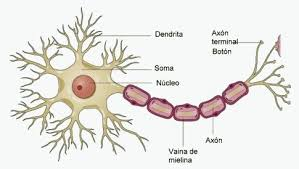 Dendrita
Axón
terminal
Botón
Soma
Núcleo
Axón
Vaina de
mielina